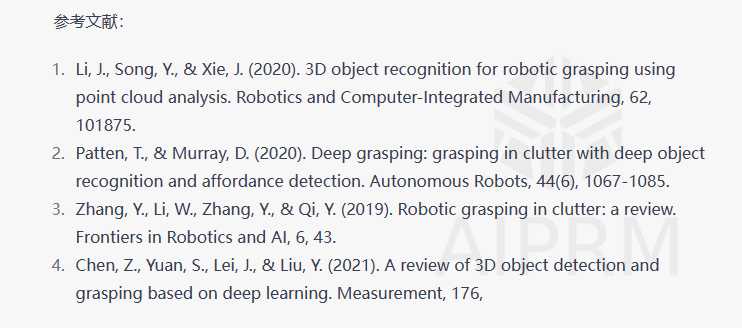 参考文献：
1. Li, J., Song, Y., & Xie, J. (2020). 3D object recognition for robotic grasping using
point cloud analysis. Robotics and Computer-Integrated Manufacturing, 62,
101875.
2. Patten, T., & Murray, D. (2020). Deep grasping: grasping in clutter with deep object
recognition and affordance detection. Autonomous Robots, 44(6), 1067-1085.
3. Zhang, Y., Li, W., Zhang, Y., & Qi, Y. (2019). Robotic grasping in clutter: a review.
Frontiers in Robotics and AI, 6, 43.
4. Chen, Z., Yuan, S., Lei, J., & Liu, Y. (2021). A review of 3D object detection and
grasping based on deep learning. Measurement, 176,
AIPRM